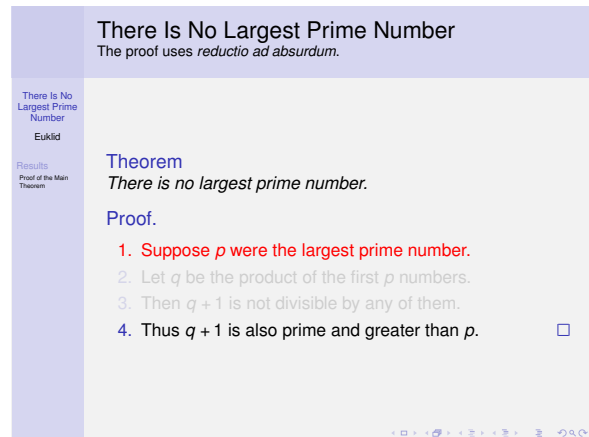 There Is No Largest Prime Number
The proof uses reductio ad absurdum.
There Is No
Largest Prime
Number
Euklid
Results
Proof of the Main
Theorem
Theorem
There is no largest prime number.
Proof.
1. Suppose p were the largest prime number.
2. Let q be the product of the first p numbers.
3. Then q + 1 is not divisible by any of them.
4. Thus q + 1 is also prime and greater than p. □